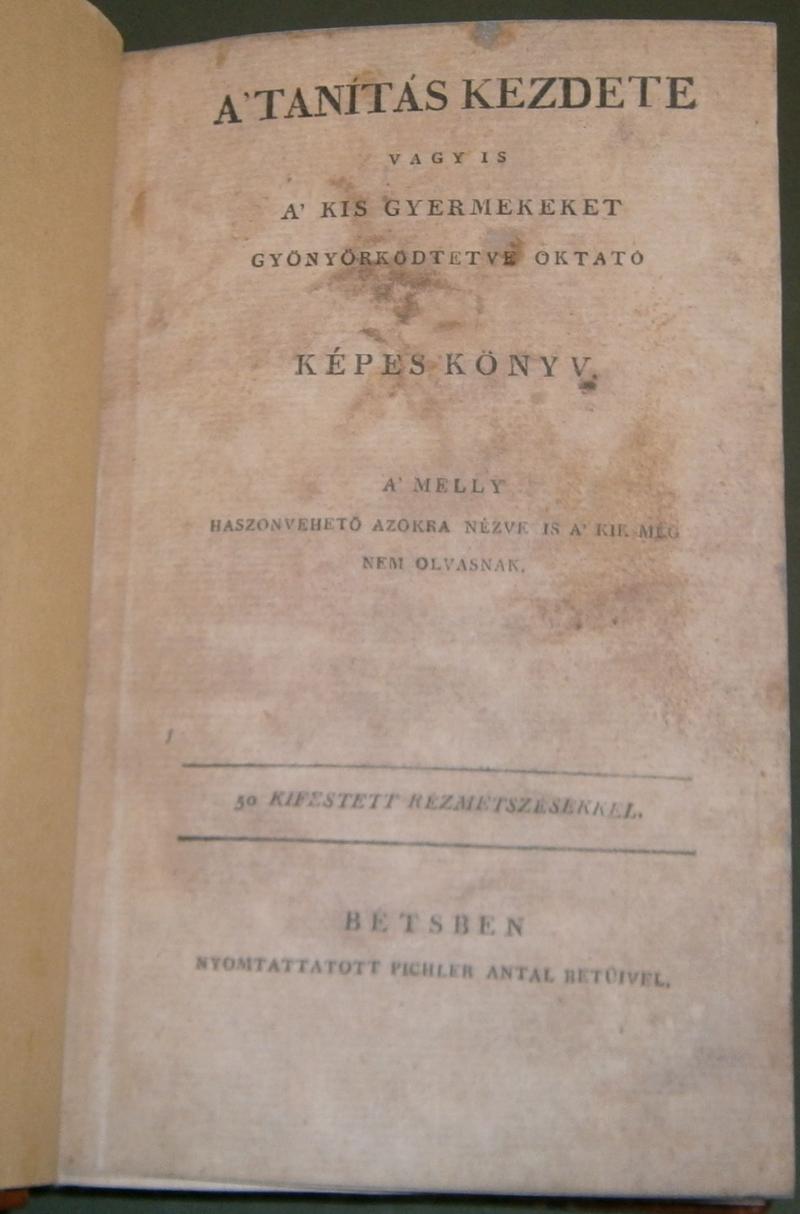 A' TANÍTÁS KEZDETE
VAGY IS
A' KIS GYERMEKEKET
GYÖNYÖRKÖDTETVE OKTATÓ
KÉPES KÖNYV.
A' MELLY
HASZONVEHETŐ AZOKRA NÉZVE IS A' KIK MÉG
NEM OLVASNAK.
50 KIFESTETT RÉZMETSZÉSEKKEL.
BÉTSBEN
NYOMTATTATOTT PICHLER ANTAL BETŰIVEL.